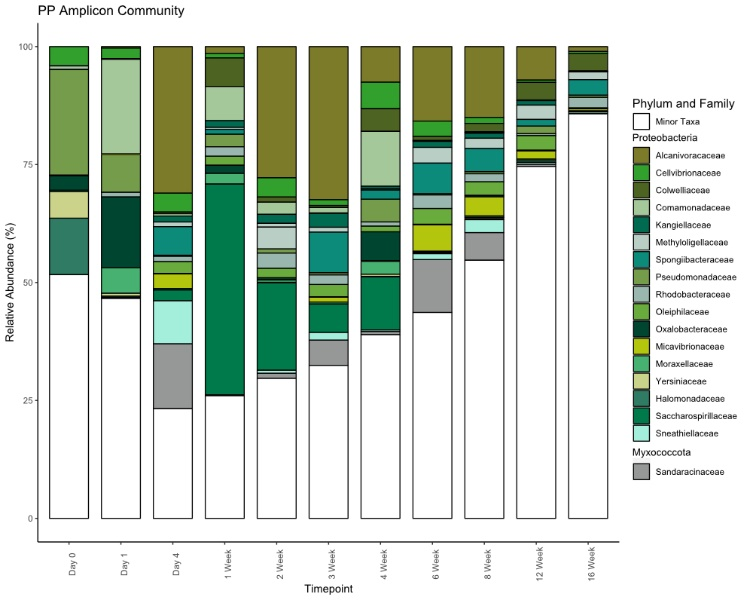 PP Amplicon Community
100
75
50
25
0
Relative Abundance (%)
Day 0
Day 1
Day 4
1 Week
2 Week
3 Week
4 Week
6 Week
8 Week
12 Week
16 Week
Timepoint
Phylum and Family
Minor Taxa
Proteobacteria
Alcanivoracaceae
Cellvibrionaceae
Colwelliaceae
Comamonadaceae
Kangiellaceae
Methyloligellaceae
Spongiibacteraceae
Pseudomonadaceae
Rhodobacteraceae
Oleiphilaceae
Oxalobacteraceae
Micavibrionaceae
Moraxellaceae
Yersiniaceae
Halomonadaceae
Saccharospirillaceae
Sneathiellaceae
Myxococcota
Sandaracinaceae